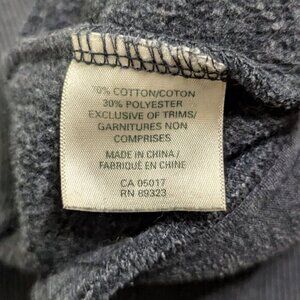 70% COTTON/COTON
30% POLYESTER
EXCLUSIVE OF TRIMS/
GARNITURES NON
COMPRISES
MADE IN CHINA/
FABRIQUÉ EN CHINE
CA 05017
RN 69323